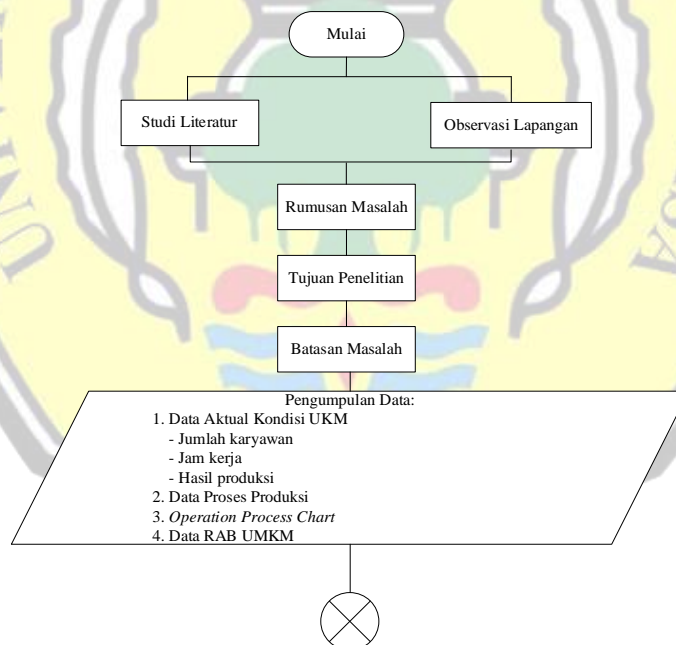 Mulai
Studi Literatur
Observasi Lapangan
Rumusan Masalah
Tujuan Penelitian
Batasan Masalah
Pengumpulan Data:
1. Data Aktual Kondisi UKM
- Jumlah karyawan
- Jam kerja
- Hasil produksi
2. Data Proses Produksi
3. Operation Process Chart
4. Data RAB UMKM